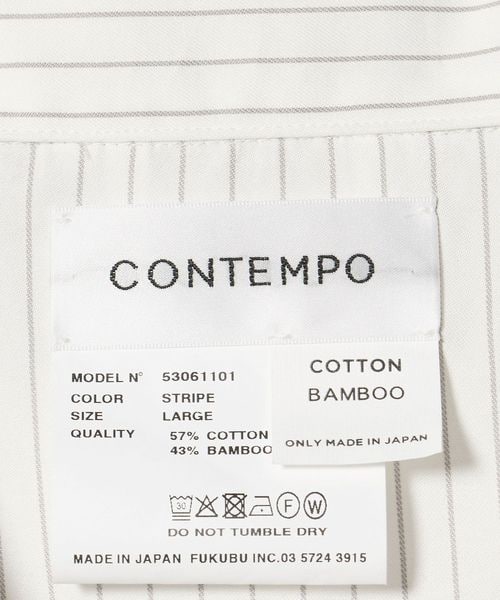 CONTEMPO
MODEL N° 53061101
COLOR STRIPE
SIZE LARGE
QUALITY 57% COTTON
43% BAMBOO
COTTON
BAMBOO
ONLY MADE IN JAPAN
30 F W
DO NOT TUMBLE DRY
MADE IN JAPAN FUKUBU INC.03 5724 3915